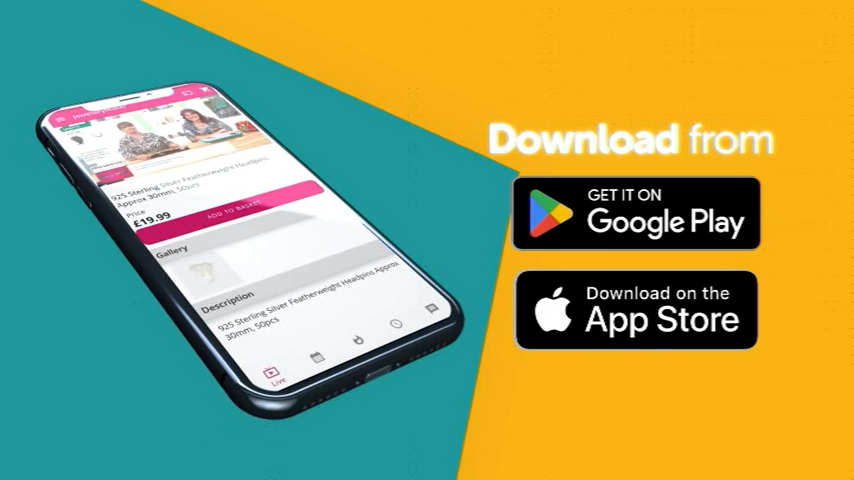 925 Sterling Silver Featherweight Headpins,
Approx 30mm, 50pcs
Price
£19.99
ADD TO BASKET
Gallery
Description
925 Sterling Silver Featherweight Headpins Approx
30mm, 50pcs
Live
Download from
GET IT ON
Google Play
Download on the
App Store